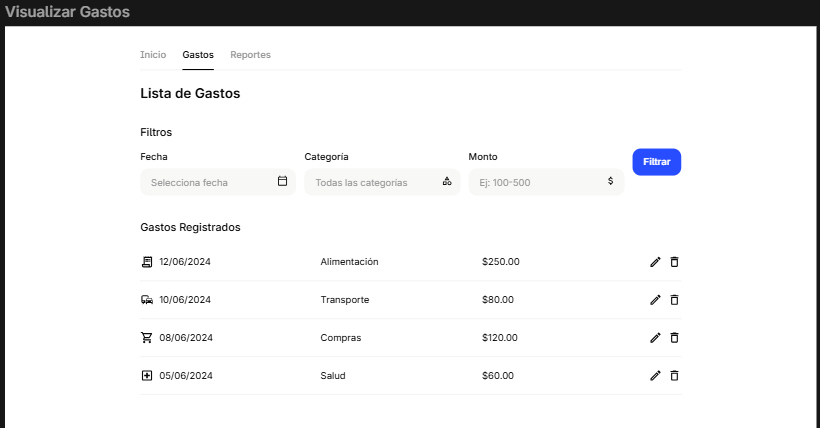 Visualizar Gastos
Inicio Gastos Reportes
Lista de Gastos
Filtros
Fecha Categoría Monto
Selecciona fecha Todas las categorías Ej: 100-500 $ Filtrar
Gastos Registrados
12/06/2024 Alimentación $250.00
10/06/2024 Transporte $80.00
08/06/2024 Compras $120.00
05/06/2024 Salud $60.00